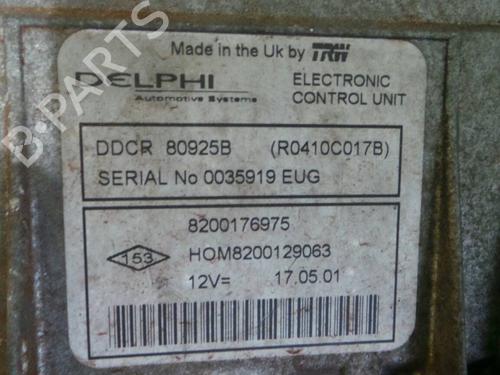 B-PARTS
Made in the Uk by TRW
DELPHI
Automotive Systems
ELECTRONIC
CONTROL UNIT
DDCR 80925B (R0410C017B)
SERIAL No 0035919 EUG
8200176975
153
HOM8200129063
12V= 17.05.01